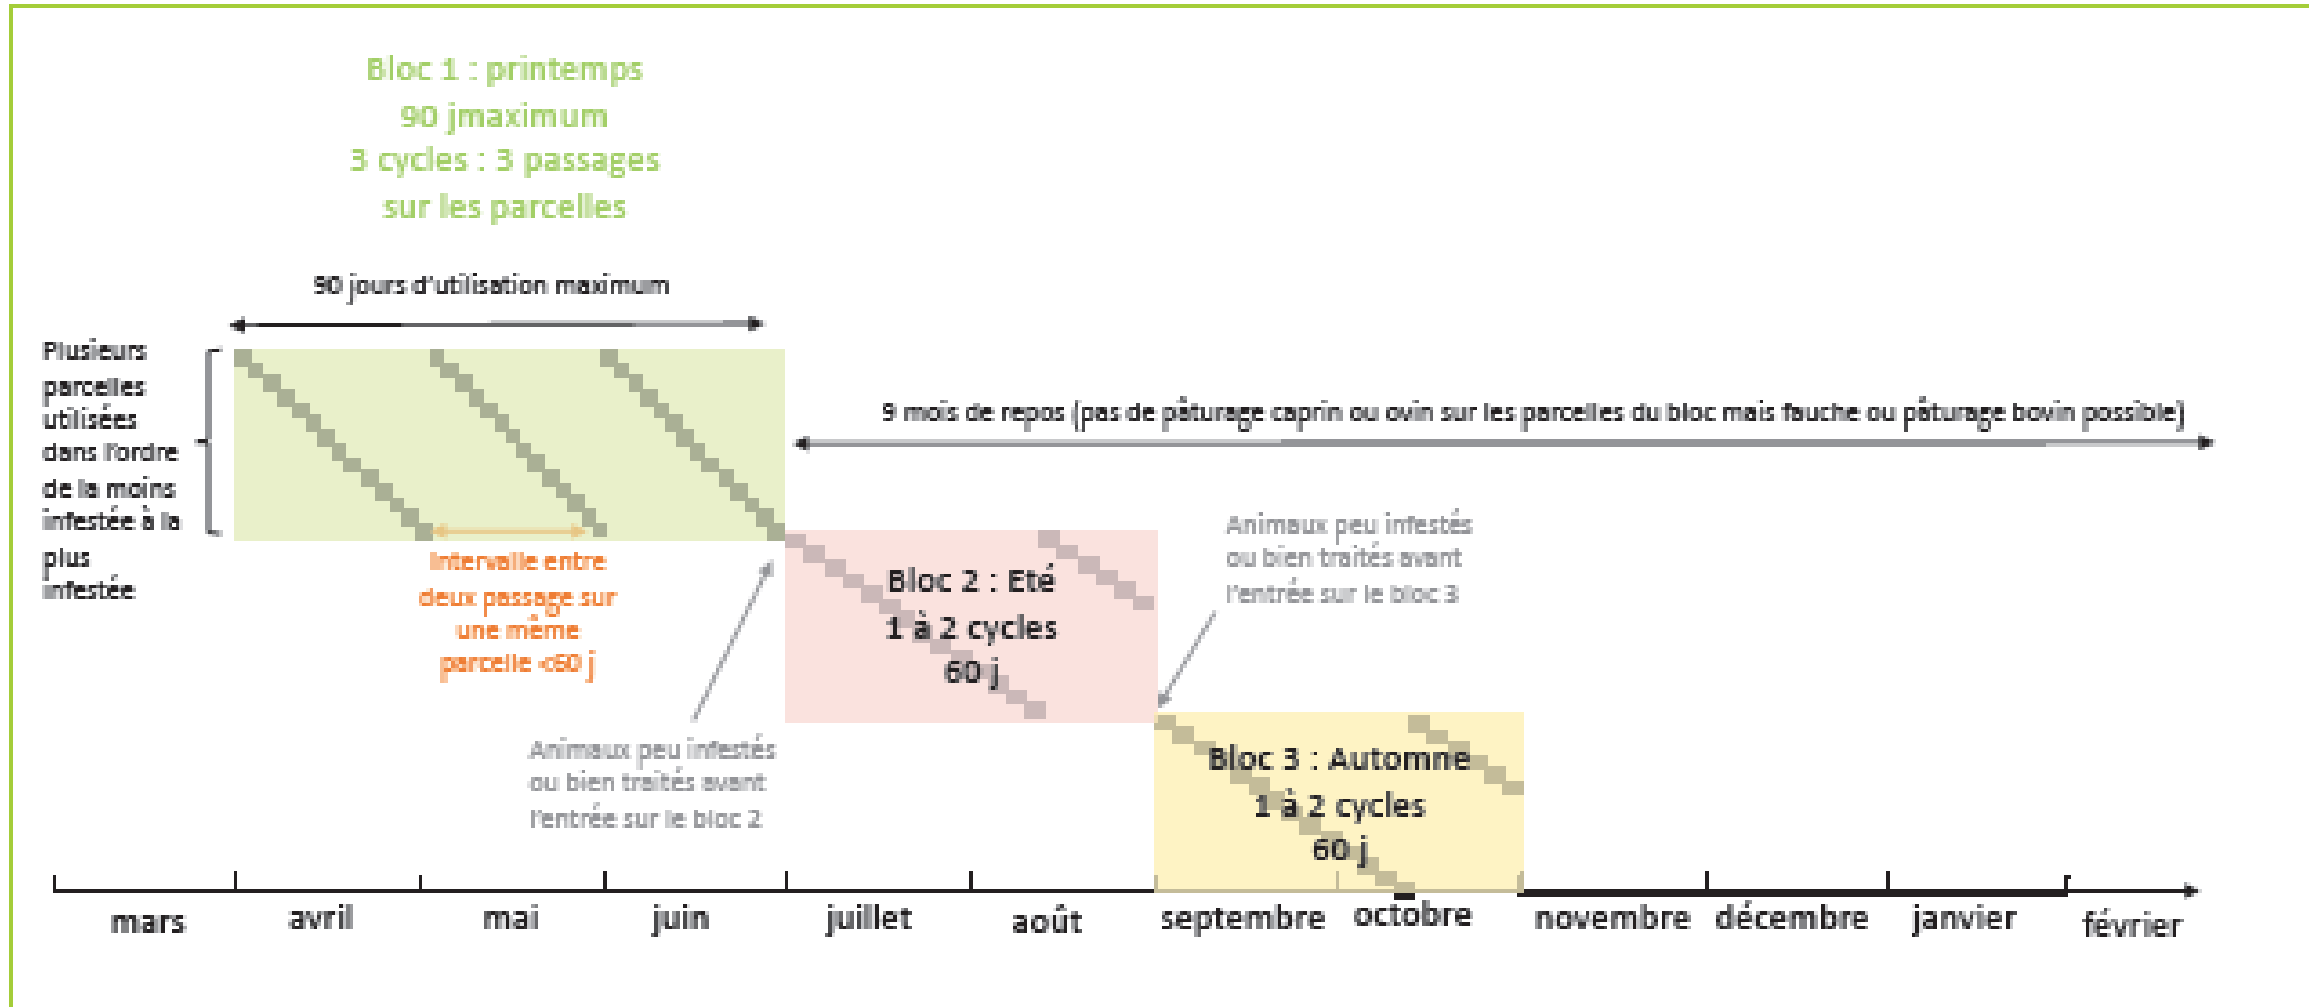 Bloc 1 : printemps
90 jmaximum
3 cycles : 3 passages
sur les parcelles
90 jours d'utilisation maximum
Plusieurs
parcelles
utilisées
dans l'ordre
de la moins
infestée à la
plus
infestée
9 mois de repos (pas de pâturage caprin ou ovin sur les parcelles du bloc mais fauche ou pâturage bovin possible)
Intervalle entre
deux passage sur
une même
parcelle <60 j
Bloc 2 : Eté
1 à 2 cycles
60 j
Animaux peu infestés
ou bien traités avant
l'entrée sur le bloc 3
Animaux peu infestés
ou bien traités avant
l'entrée sur le bloc 2
Bloc 3 : Automne
1 à 2 cycles
60 j
mars avril mai juin juillet août septembre octobre novembre décembre janvier février